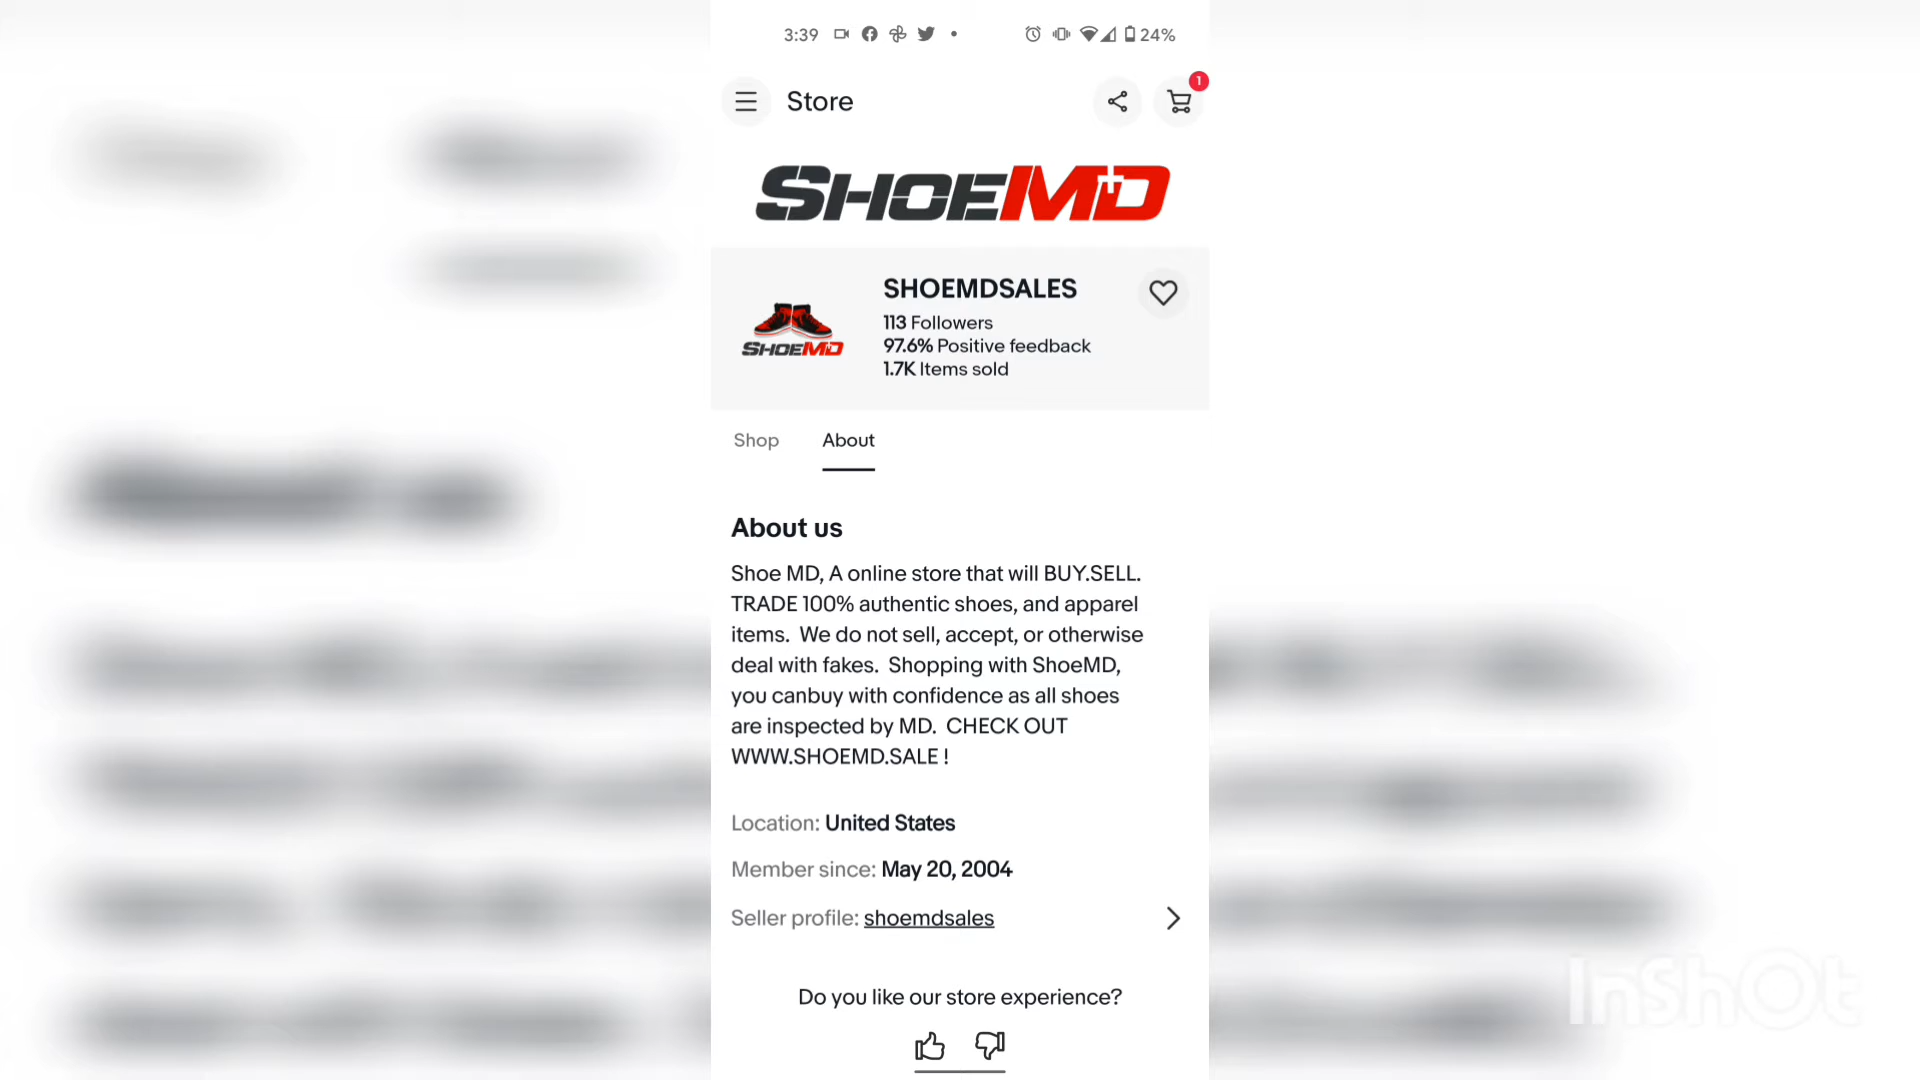 3:39
24%
Store
1
SHOEMD
SHOEMDSALES
113 Followers
97.6% Positive feedback
1.7K Items sold
SHOEMD
Shop
About
About us
Shoe MD, A online store that will BUY.SELL.
TRADE 100% authentic shoes, and apparel
items.  We do not sell, accept, or otherwise
deal with fakes.  Shopping with ShoeMD,
you canbuy with confidence as all shoes
are inspected by MD.  CHECK OUT
WWW.SHOEMD.SALE !
Location: United States
Member since: May 20, 2004
Seller profile: shoemdsales
Do you like our store experience?
InShOt